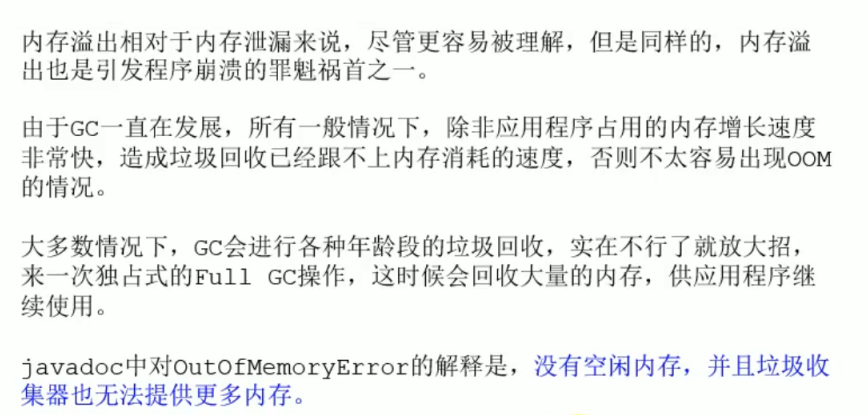 内存溢出相对于内存泄漏来说，尽管更容易被理解，但是同样的，内存溢
出也是引发程序崩溃的罪魁祸首之一。
由于GC一直在发展，所有一般情况下，除非应用程序占用的内存增长速度
非常快，造成垃圾回收已经跟不上内存消耗的速度，否则不太容易出现OOM
的情况。
大多数情况下，GC会进行各种年龄段的垃圾回收，实在不行了就放大招，
来一次独占式的Full GC操作，这时候会回收大量的内存，供应用程序继
续使用。
javadoc中对OutOfMemoryError的解释是，没有空闲内存，并且垃圾收
集器也无法提供更多内存。